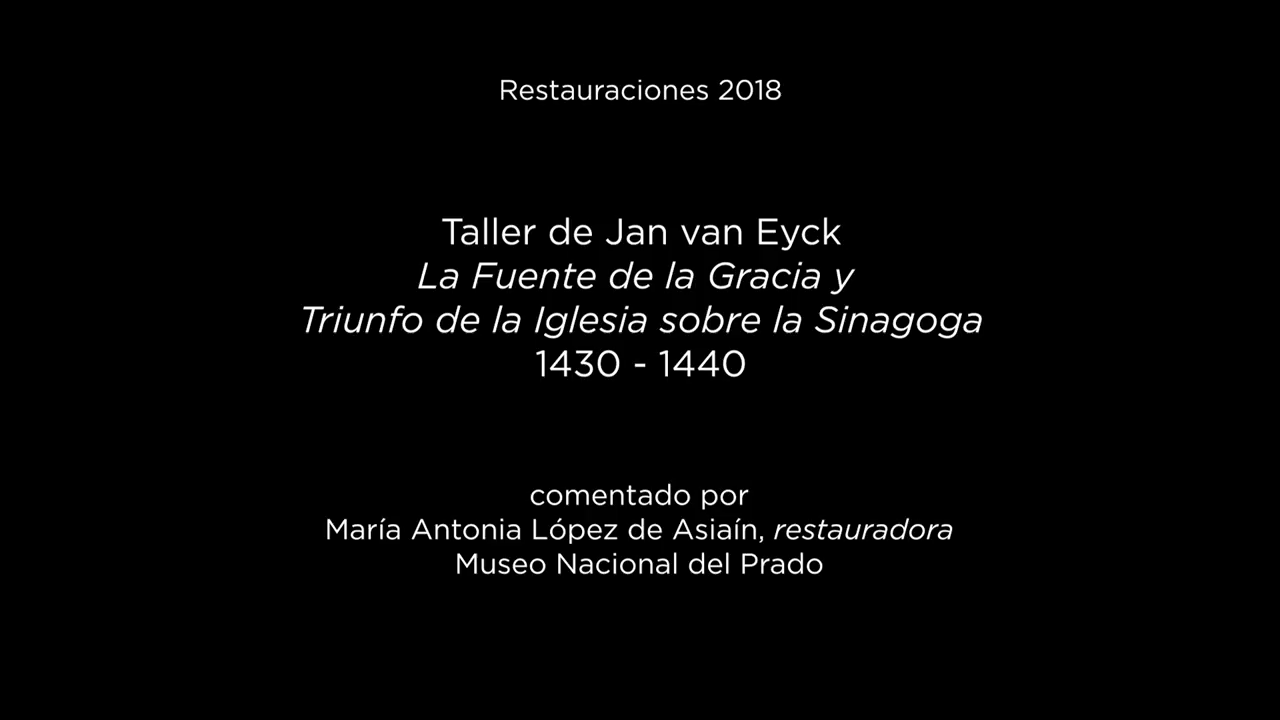 Restauraciones 2018
Taller de Jan van Eyck
La Fuente de la Gracia y
Triunfo de la Iglesia sobre la Sinagoga
1430 - 1440
comentado por
María Antonia López de Asiaín, restauradora
Museo Nacional del Prado